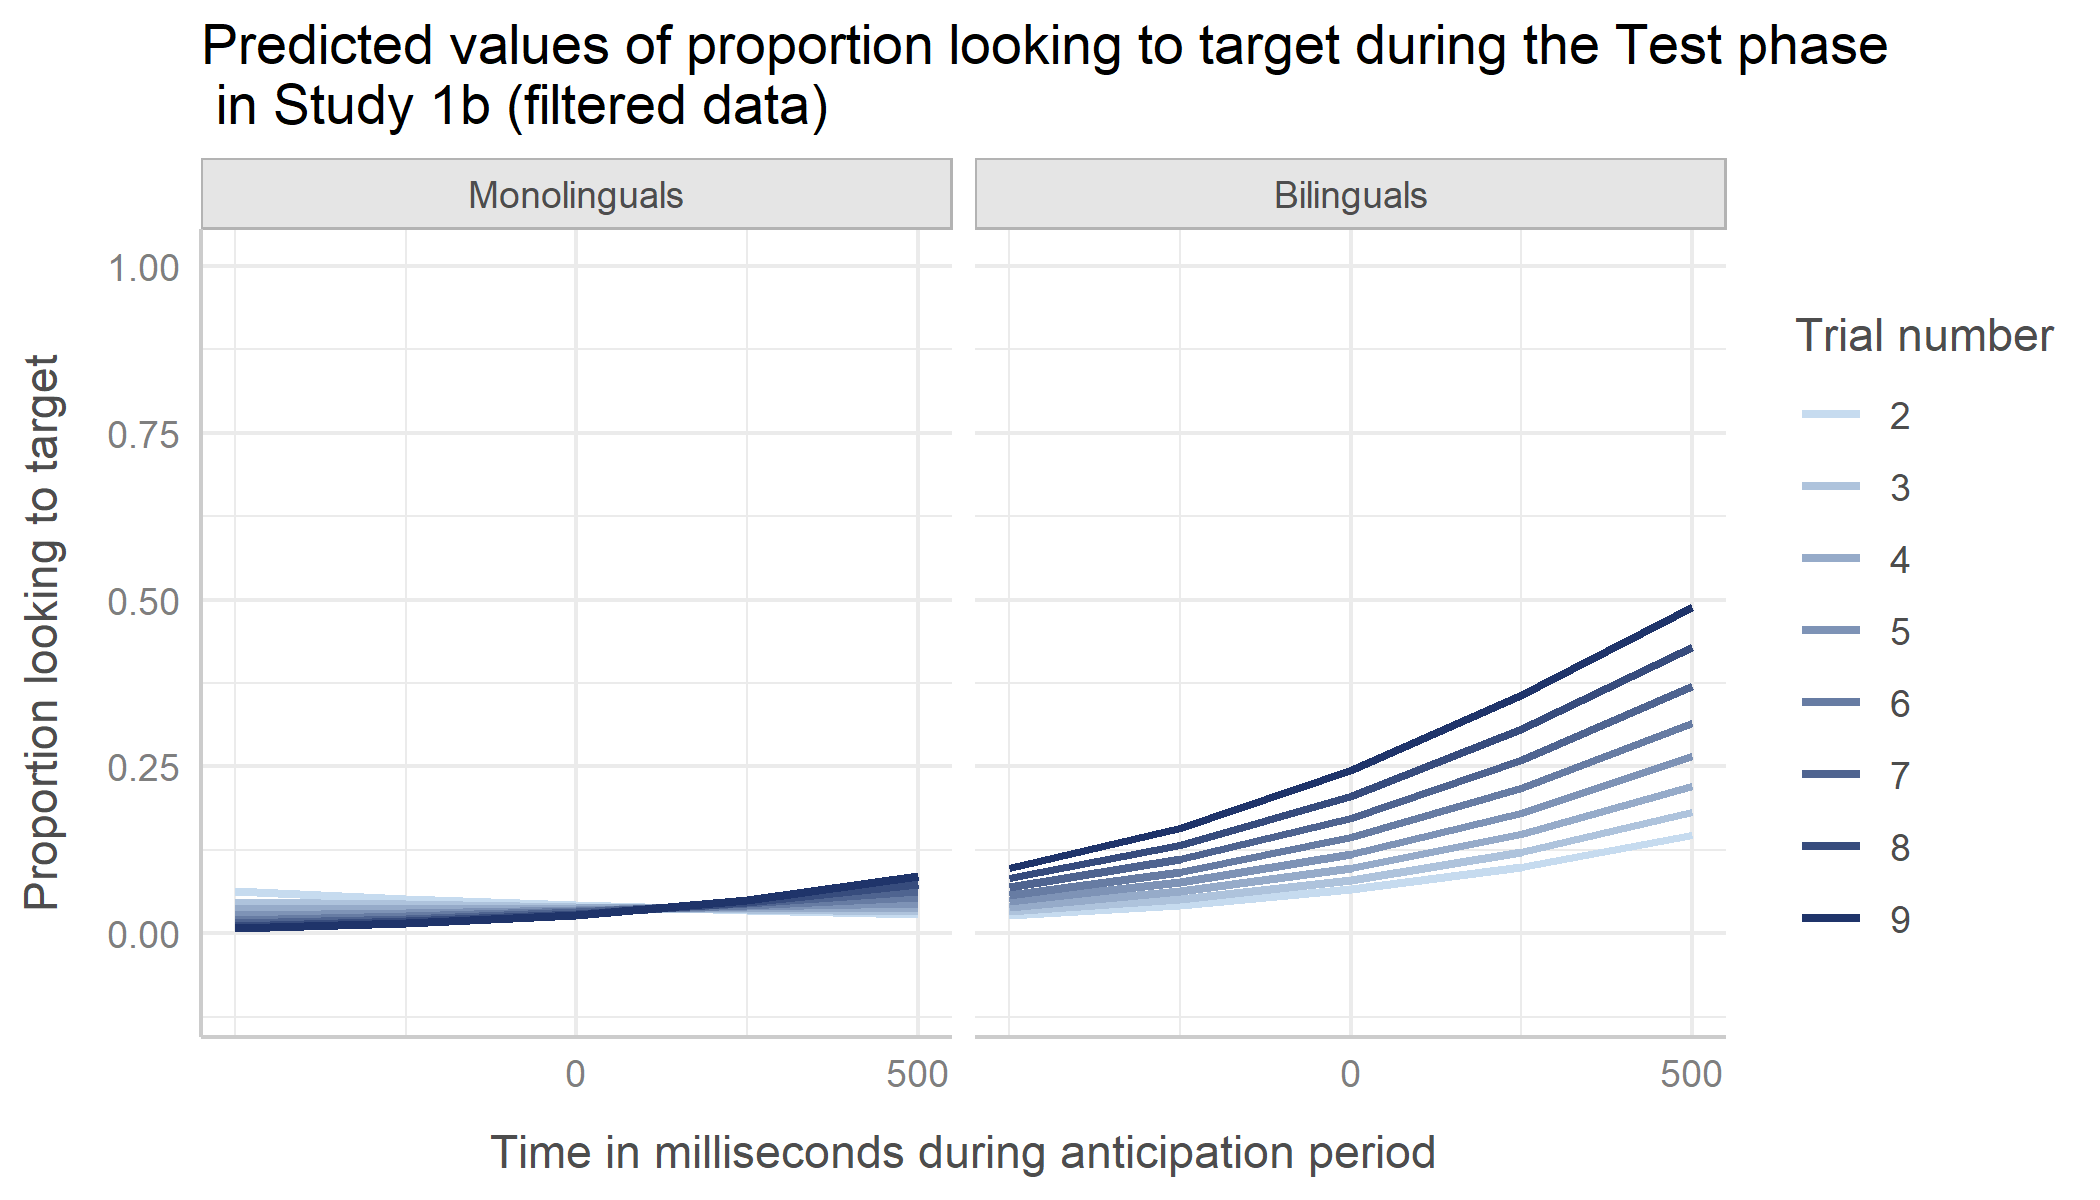 Predicted values of proportion looking to target during the Test phase
in Study 1b (filtered data)
Monolinguals
Bilinguals
1.00
0.75
0.50
0.25
0.00
Proportion looking to target
0
500
0
500
Time in milliseconds during anticipation period
Trial number
2
3
4
5
6
7
8
9